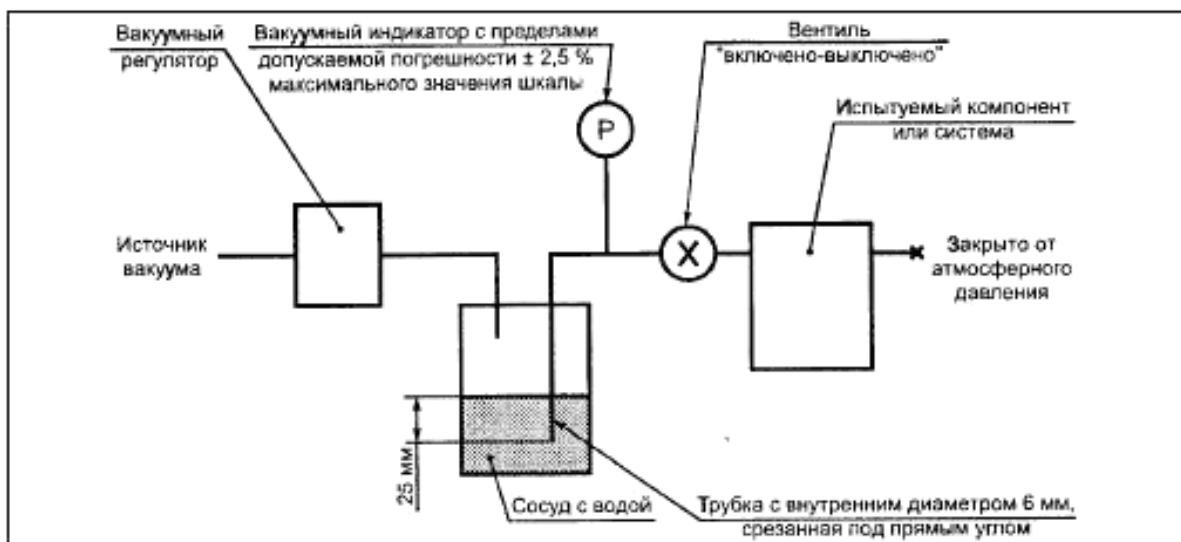 Вакуумный
регулятор
Вакуумный индикатор с пределами
допускаемой погрешности ± 2,5 %
максимального значения шкалы
Вентиль
"включено-выключено"
Испытуемый компонент
или система
P
Источник
вакуума
X
Закрыто от
атмосферного
давления
25 мм
Сосуд с водой
Трубка с внутренним диаметром 6 мм,
срезанная под прямым углом